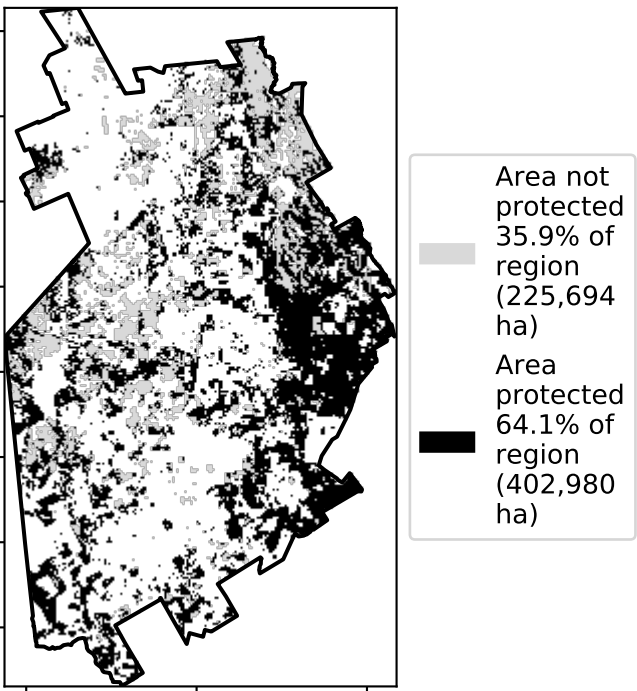 Area not
protected
35.9% of
region
(225,694
ha)
Area
protected
64.1% of
region
(402,980
ha)